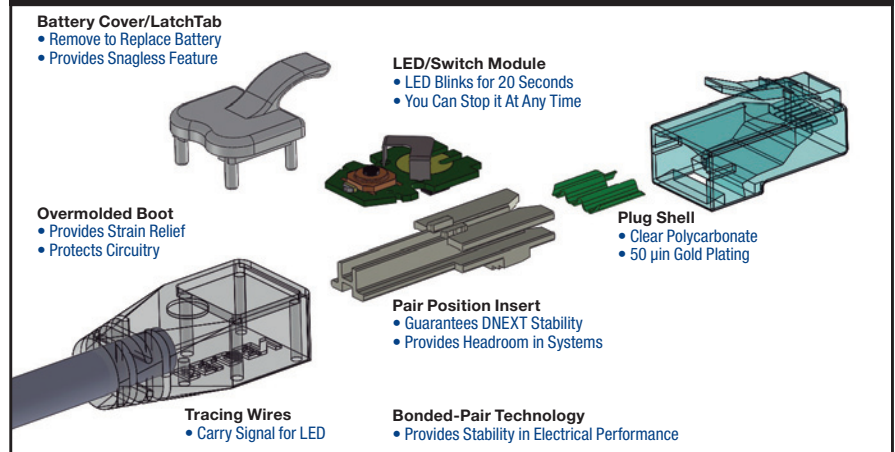 Battery Cover/LatchTab
• Remove to Replace Battery
• Provides Snagless Feature
LED/Switch Module
• LED Blinks for 20 Seconds
• You Can Stop it At Any Time
Overmolded Boot
• Provides Strain Relief
• Protects Circuitry
Plug Shell
• Clear Polycarbonate
• 50 µin Gold Plating
Pair Position Insert
• Guarantees DNEXT Stability
• Provides Headroom in Systems
Tracing Wires
• Carry Signal for LED
Bonded-Pair Technology
• Provides Stability in Electrical Performance